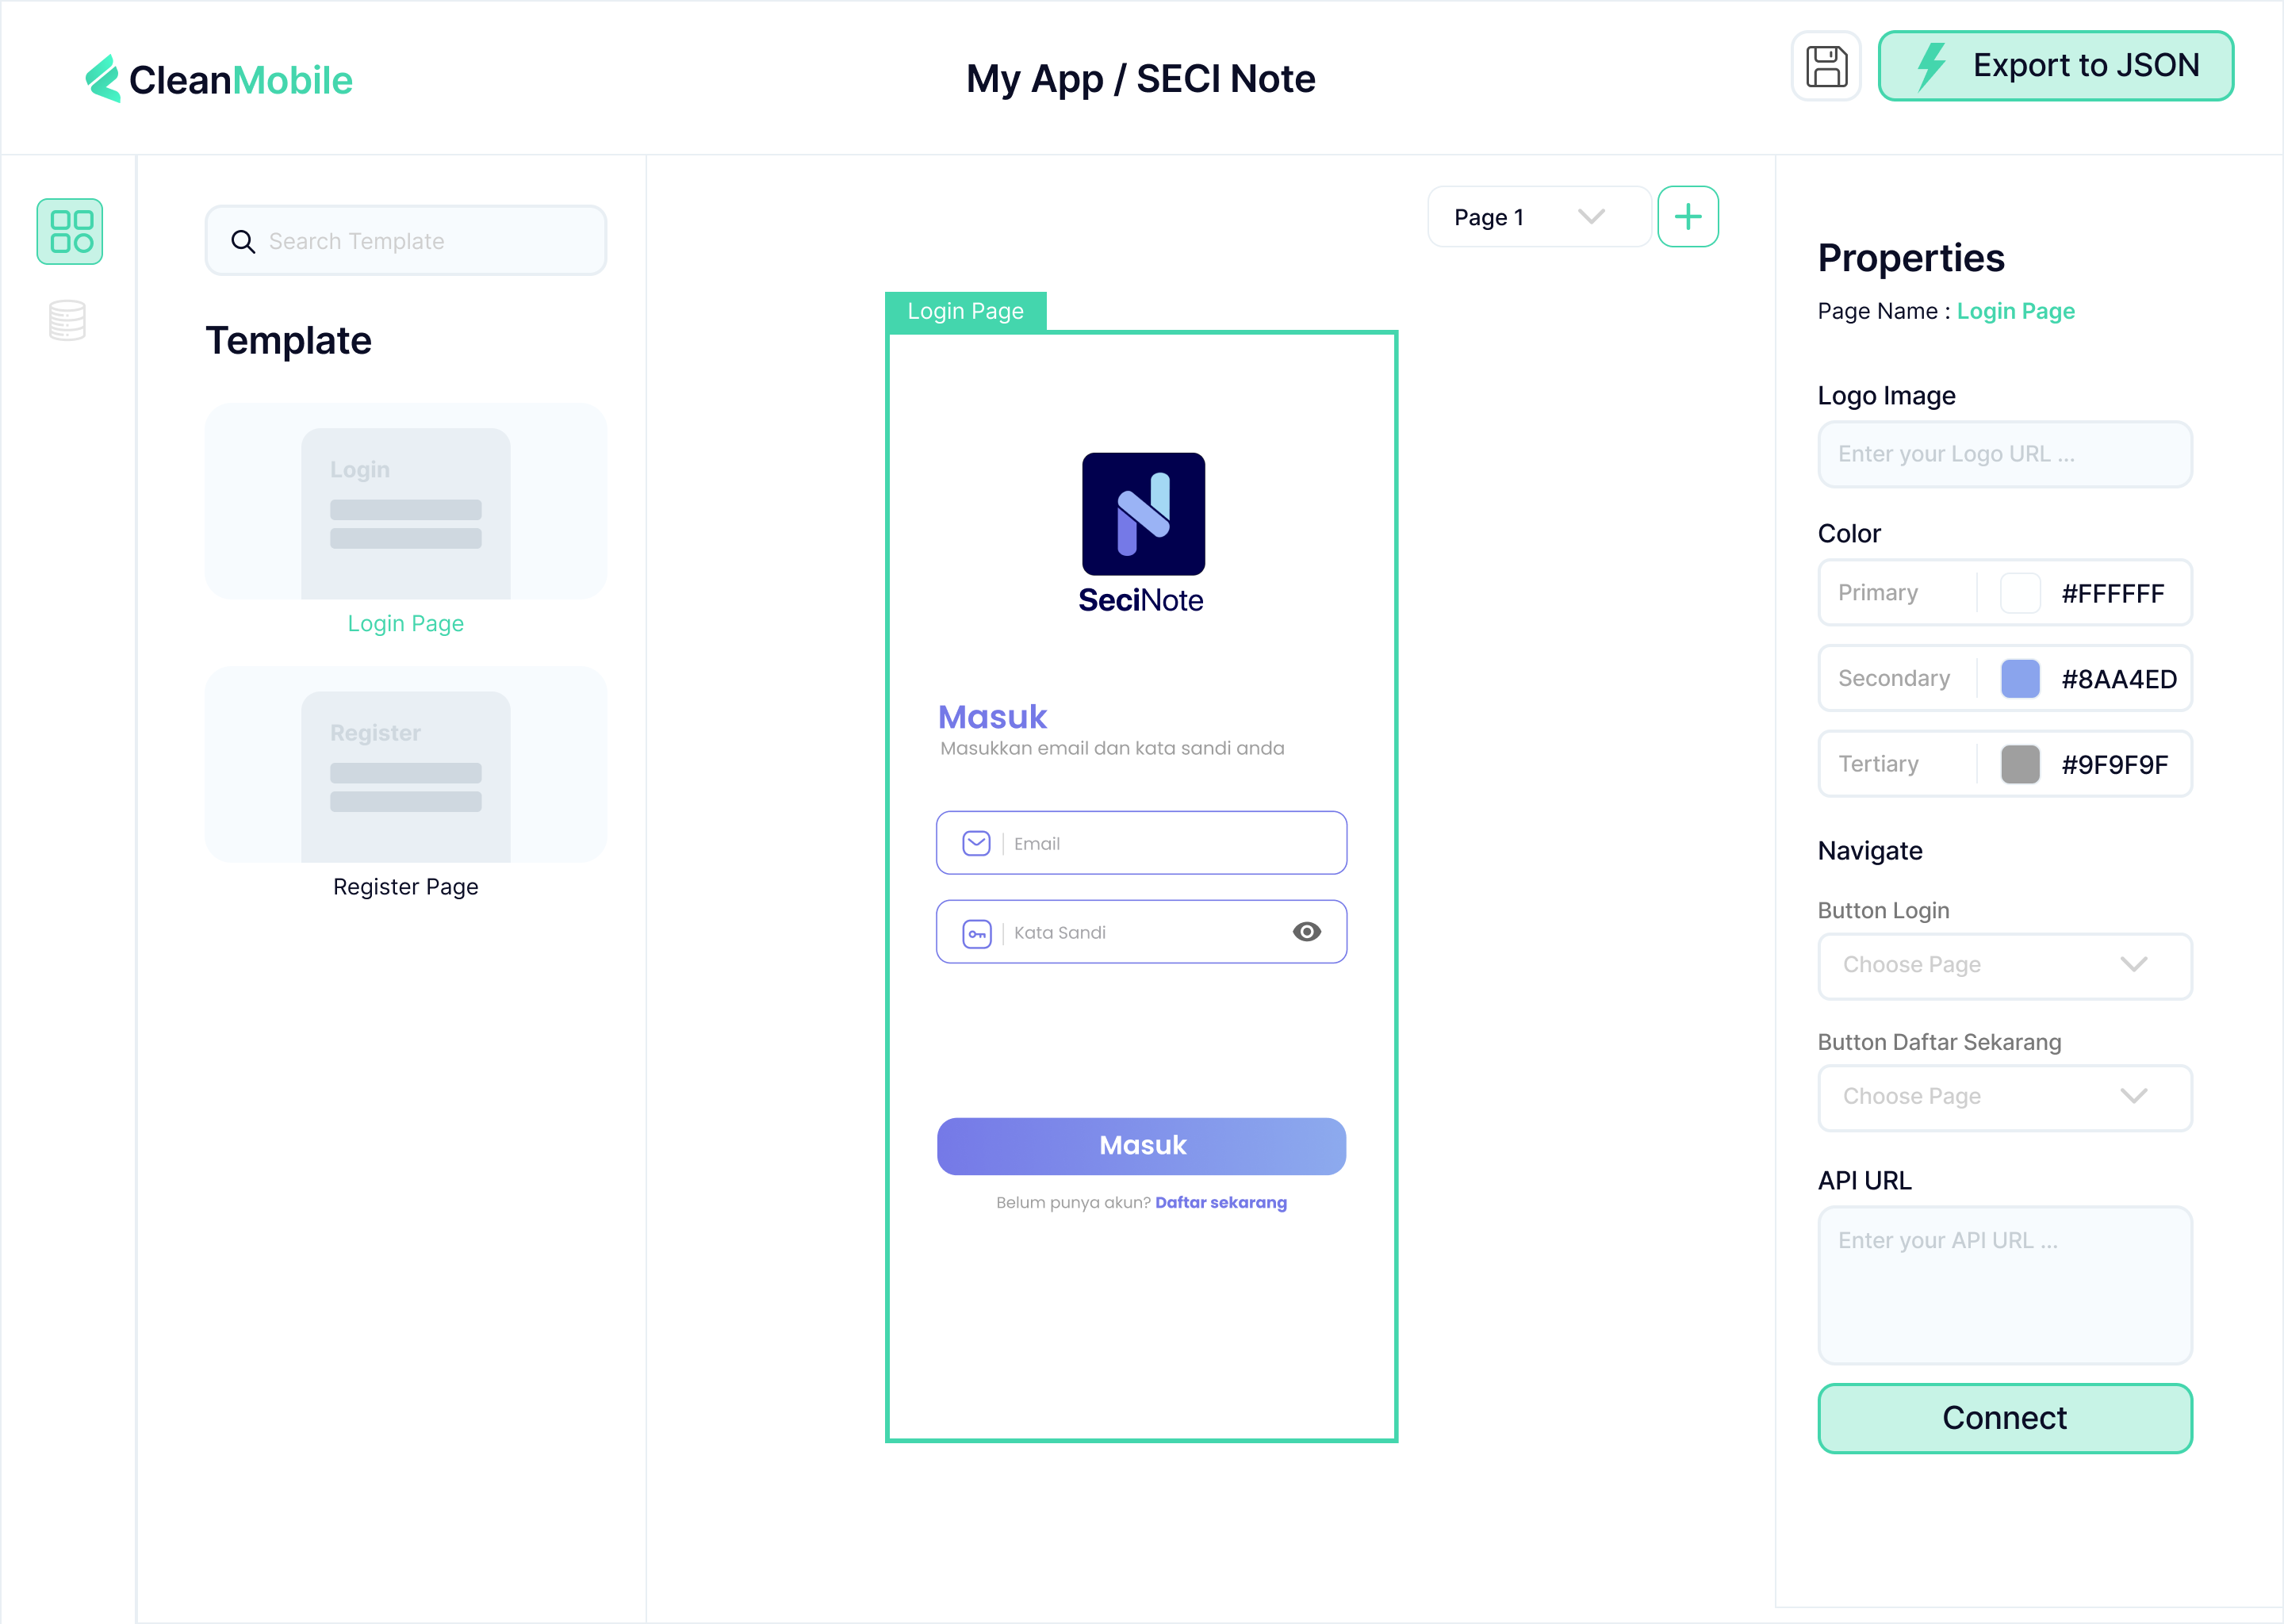 CleanMobile
My App / SECI Note
Export to JSON
Search Template
Template
Login
Login Page
Register
Register Page
Page 1
Login Page
SeciNote
Masuk
Masukkan email dan kata sandi anda
Email
Kata Sandi
Masuk
Belum punya akun? Daftar sekarang
Properties
Page Name : Login Page
Logo Image
Enter your Logo URL ...
Color
Primary #FFFFFF
Secondary #8AA4ED
Tertiary #9F9F9F
Navigate
Button Login
Choose Page
Button Daftar Sekarang
Choose Page
API URL
Enter your API URL ...
Connect